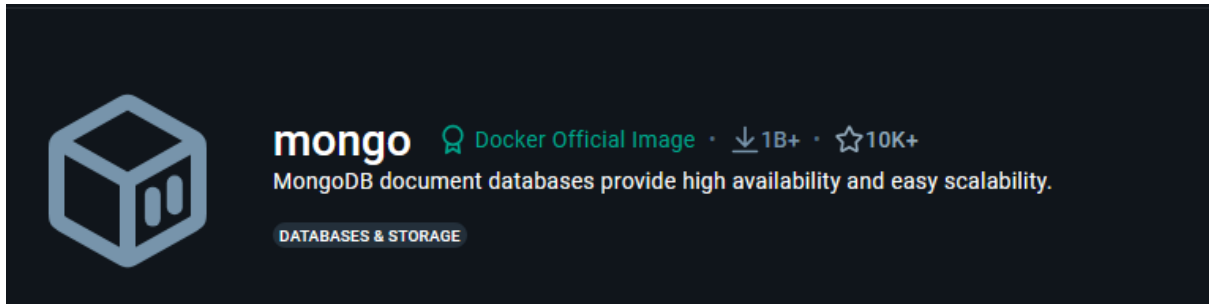 mongo Docker Official Image · 1B+ · 10K+
MongoDB document databases provide high availability and easy scalability.
DATABASES & STORAGE